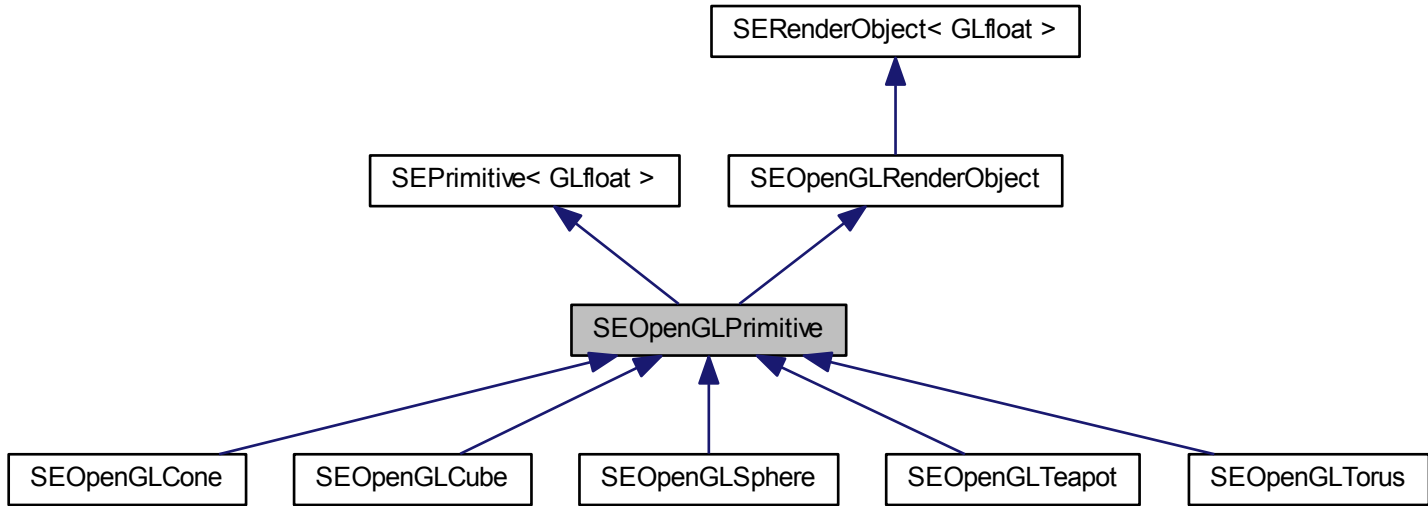 SERenderObject< GLfloat >
SEPrimitive< GLfloat >
SEOpenGLRenderObject
SEOpenGLPrimitive
SEOpenGLCone
SEOpenGLCube
SEOpenGLSphere
SEOpenGLTeapot
SEOpenGLTorus